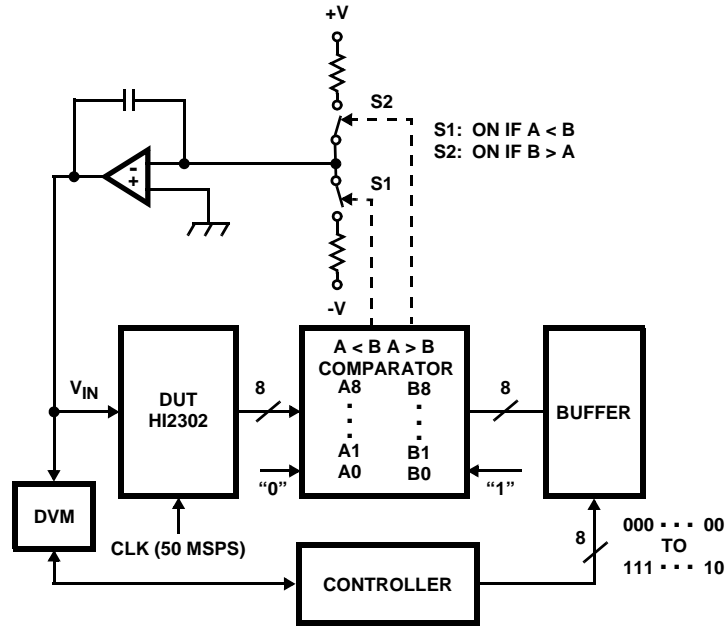 +V
S2
S1: ON IF A < B
S2: ON IF B > A
-
+
S1
-V
A < B A > B
COMPARATOR
A8 B8
A1 B1
A0 B0
VIN
DUT
HI2302
8
8
BUFFER
"0"
"1"
DVM
CLK (50 MSPS)
CONTROLLER
8
000 · · · 00
TO
111 · · · 10